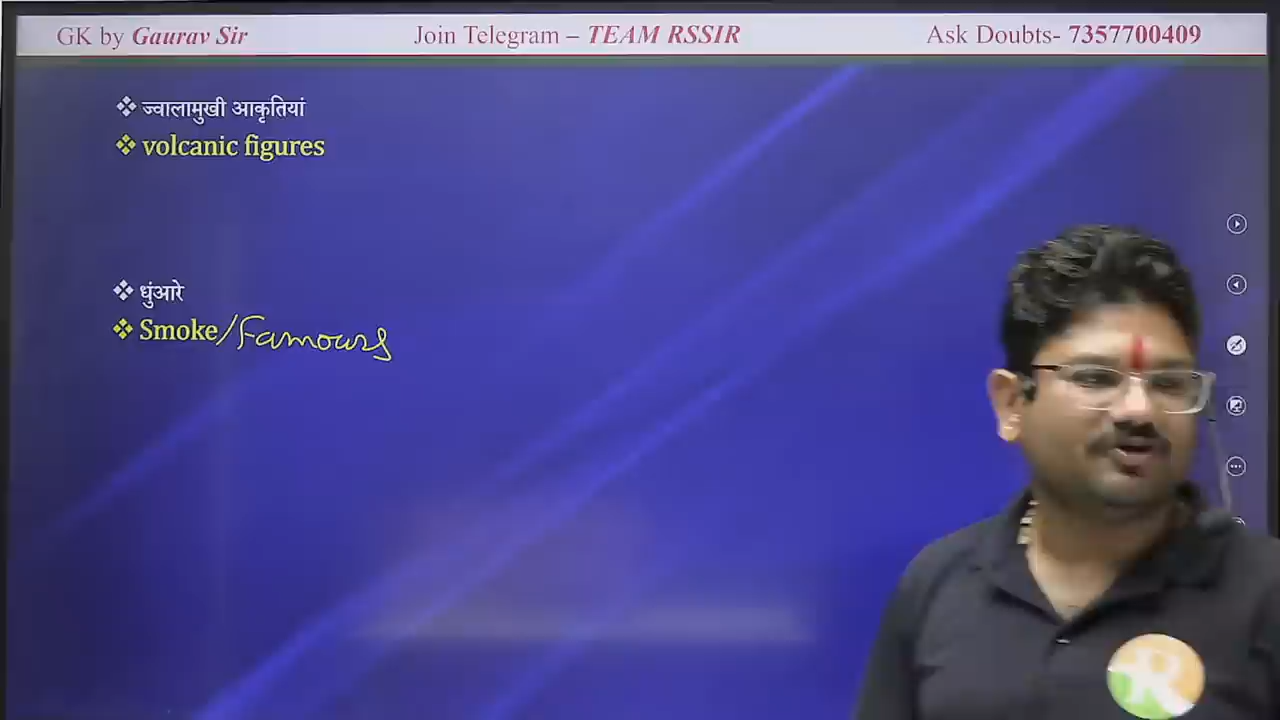 GK by Gaurav Sir
Join Telegram – TEAM RSSIR
Ask Doubts- 7357700409
❖ ज्वालामुखी आकृतियां
❖ volcanic figures
❖ धुंआरे
❖ Smoke/Famours
R